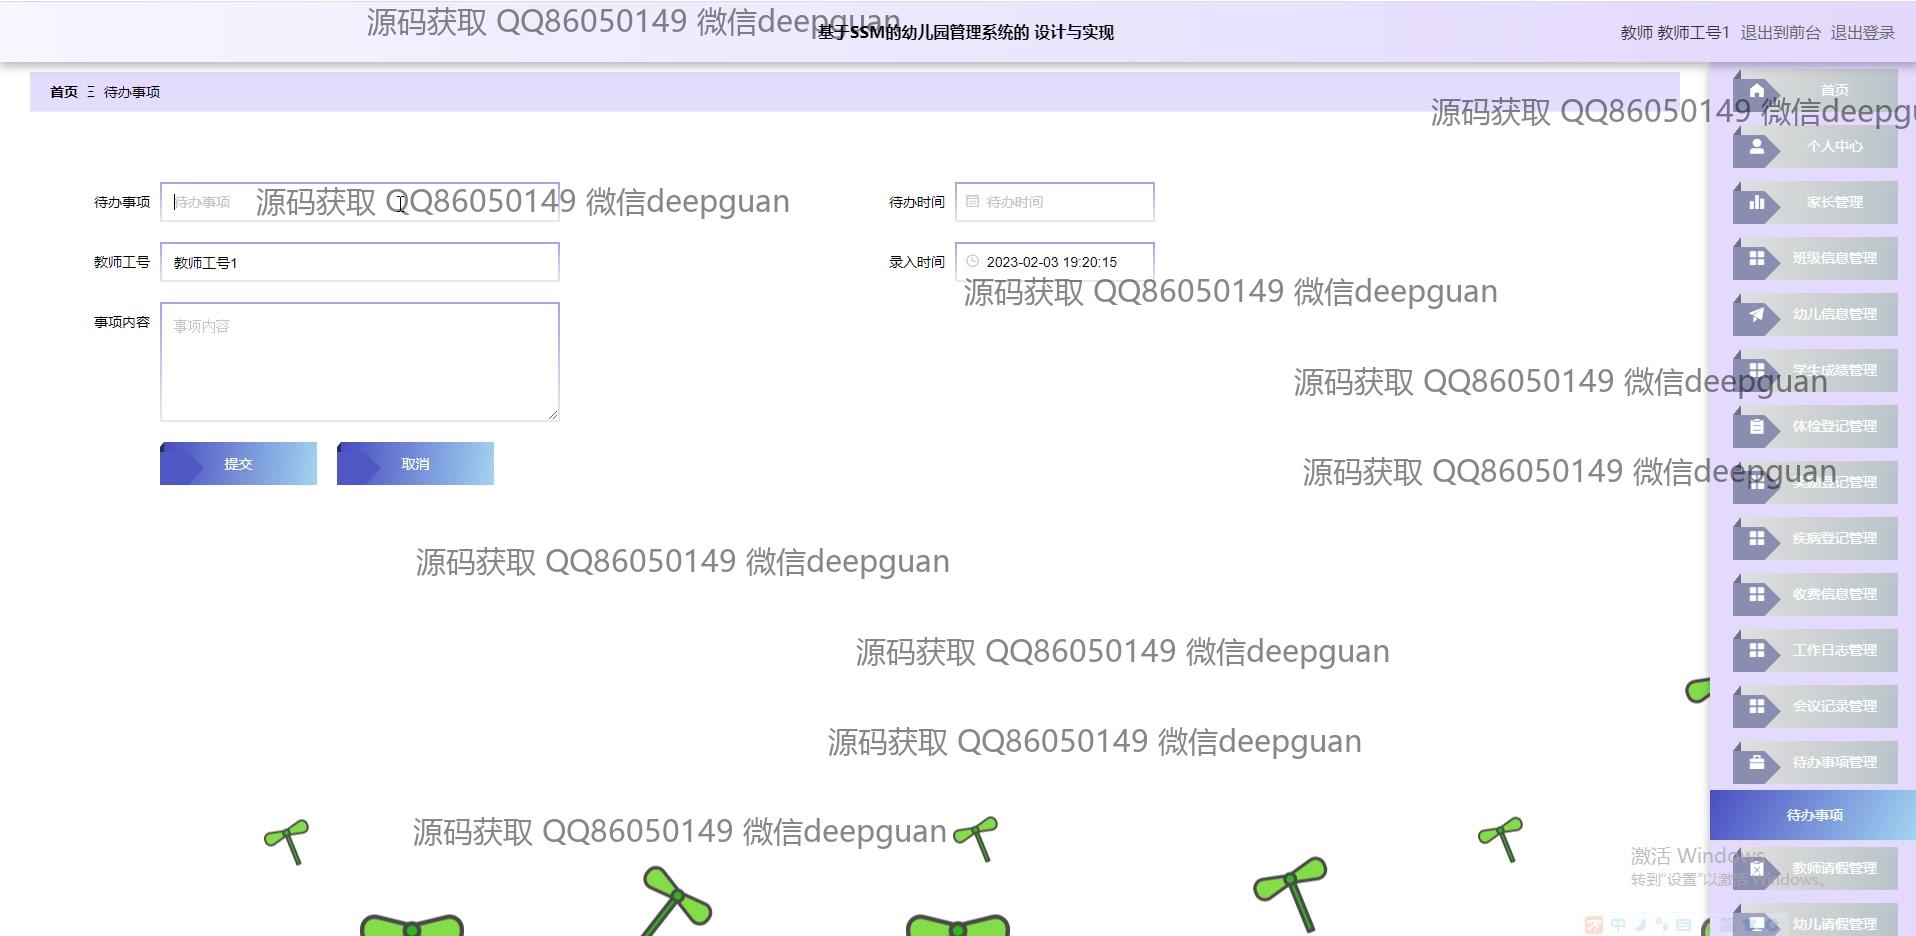 源码获取 QQ86050149 微信deepguan
基于SSM的幼儿园管理系统的 设计与实现
教师 教师工号1 退出到前台 退出登录
首页 Ξ 待办事项
首页
源码获取 QQ86050149 微信deepgu
个人中心
待办事项 待办事项
源码获取 QQ86050149 微信deepguan
待办时间 待办时间
家长管理
教师工号 教师工号1
录入时间 2023-02-03 19:20:15
班级信息管理
源码获取 QQ86050149 微信deepguan
事项内容 事项内容
幼儿信息管理
学生成绩管理
源码获取 QQ86050149 微信deepguan
体检登记管理
提交 取消
源码获取 QQ86050149 微信deepguan
奖励登记管理
疾病登记管理
源码获取 QQ86050149 微信deepguan
收费信息管理
工作日志管理
源码获取 QQ86050149 微信deepguan
会议记录管理
源码获取 QQ86050149 微信deepguan
待办事项管理
待办事项
源码获取 QQ86050149 微信deepguan
激活 Windows
教师请假管理
转到“设置”以激活 Windows。
中
简
幼儿请假管理